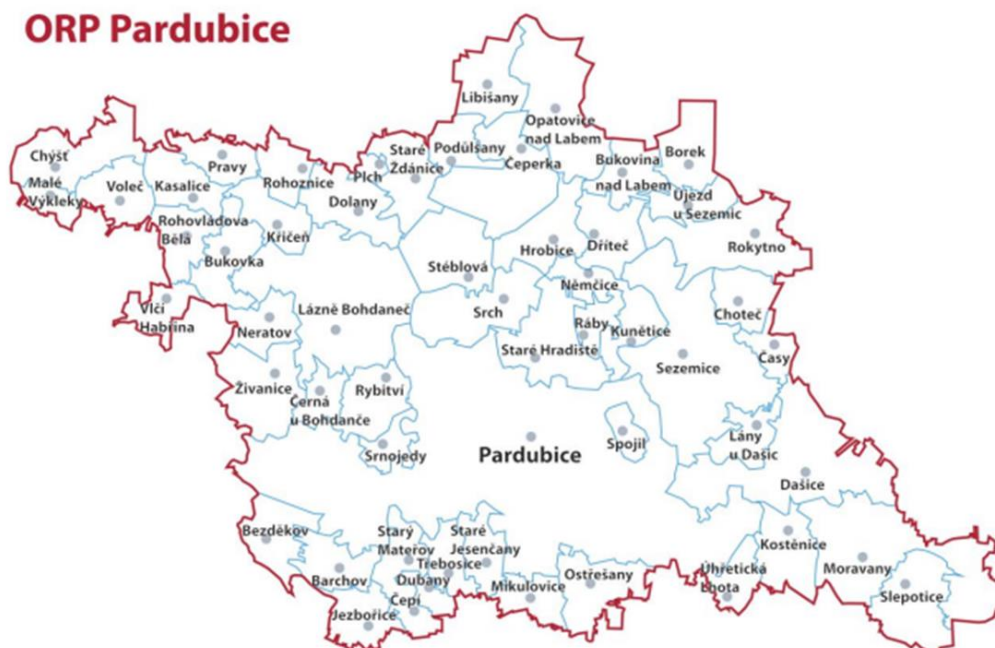 ORP Pardubice
Libišany
Opatovice
nad Labem
Chýšť
Malé
Výkleky
Voleč
Kasalice
Pravy
Rohoznice
Plch
Staré
Ždánice
Podůlšany
Čeperka
Bukovina
nad Labem
Borek
Újezd
u Sezemic
Dolany
Rohovládova
Bělá
Bukovka
Křičeň
Stéblová
Hrobice
Dříteč
Rokytno
Němčice
Vlčí
Habřina
Neratov
Lázně Bohdaneč
Srch
Ráby
Kunětice
Choteč
Staré Hradiště
Sezemice
Časy
Živanice
Černá
u Bohdanče
Rybitví
Srnojedy
Pardubice
Spojil
Lány
u Dašic
Dašice
Bezděkov
Starý
Mateřov
Staré
Jesenčany
Třebosice
Barchov
Dubany
Čepí
Jezbořice
Mikulovice
Ostřešany
Úhřetická
Lhota
Kostěnice
Moravany
Slepotice